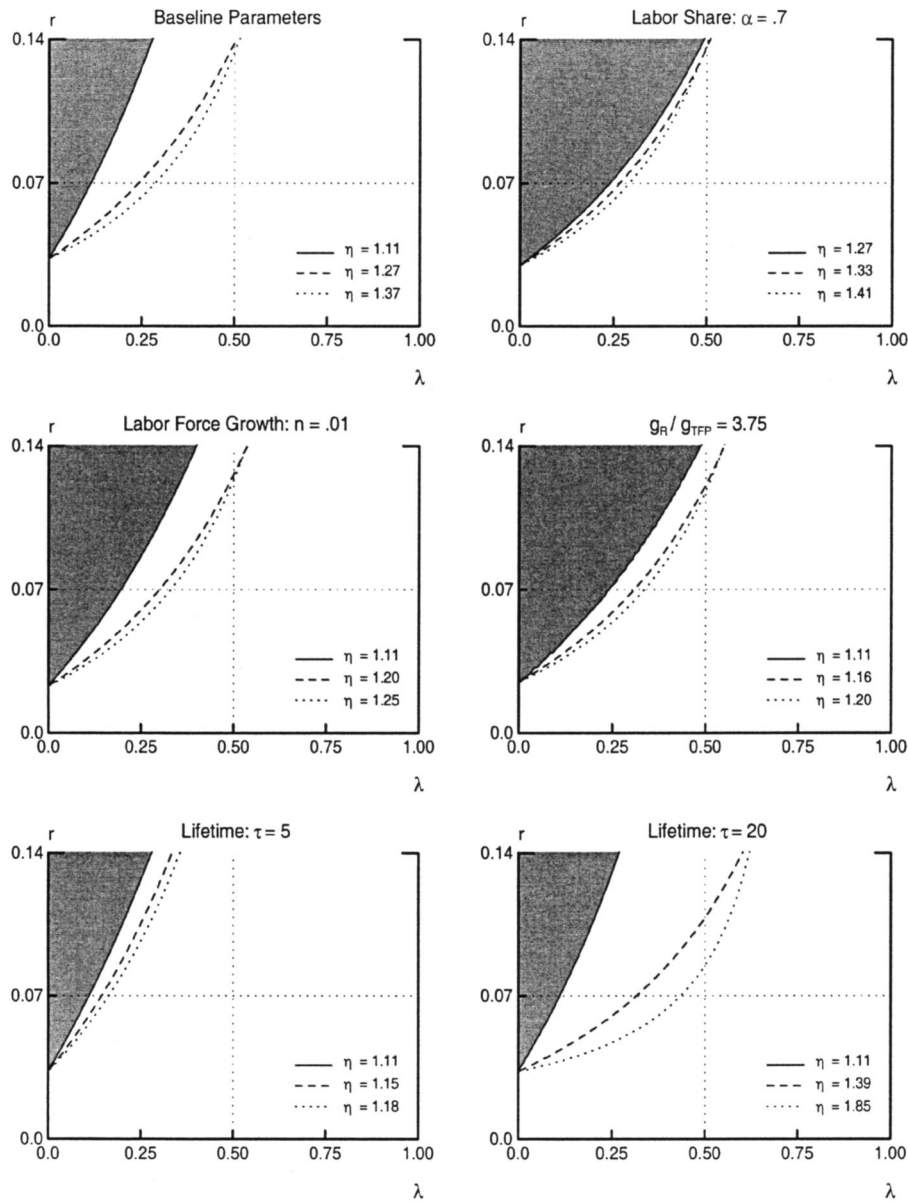 Baseline Parameters
r
0.14
0.07
0.0
η = 1.11
η = 1.27
η = 1.37
0.0 0.25 0.50 0.75 1.00
λ
Labor Share: α = .7
r
0.14
0.07
0.0
η = 1.27
η = 1.33
η = 1.41
0.0 0.25 0.50 0.75 1.00
λ
Labor Force Growth: n = .01
r
0.14
0.07
0.0
η = 1.11
η = 1.20
η = 1.25
0.0 0.25 0.50 0.75 1.00
λ
g_R / g_TFP = 3.75
r
0.14
0.07
0.0
η = 1.11
η = 1.16
η = 1.20
0.0 0.25 0.50 0.75 1.00
λ
Lifetime: τ = 5
r
0.14
0.07
0.0
η = 1.11
η = 1.15
η = 1.18
0.0 0.25 0.50 0.75 1.00
λ
Lifetime: τ = 20
r
0.14
0.07
0.0
η = 1.11
η = 1.39
η = 1.85
0.0 0.25 0.50 0.75 1.00
λ